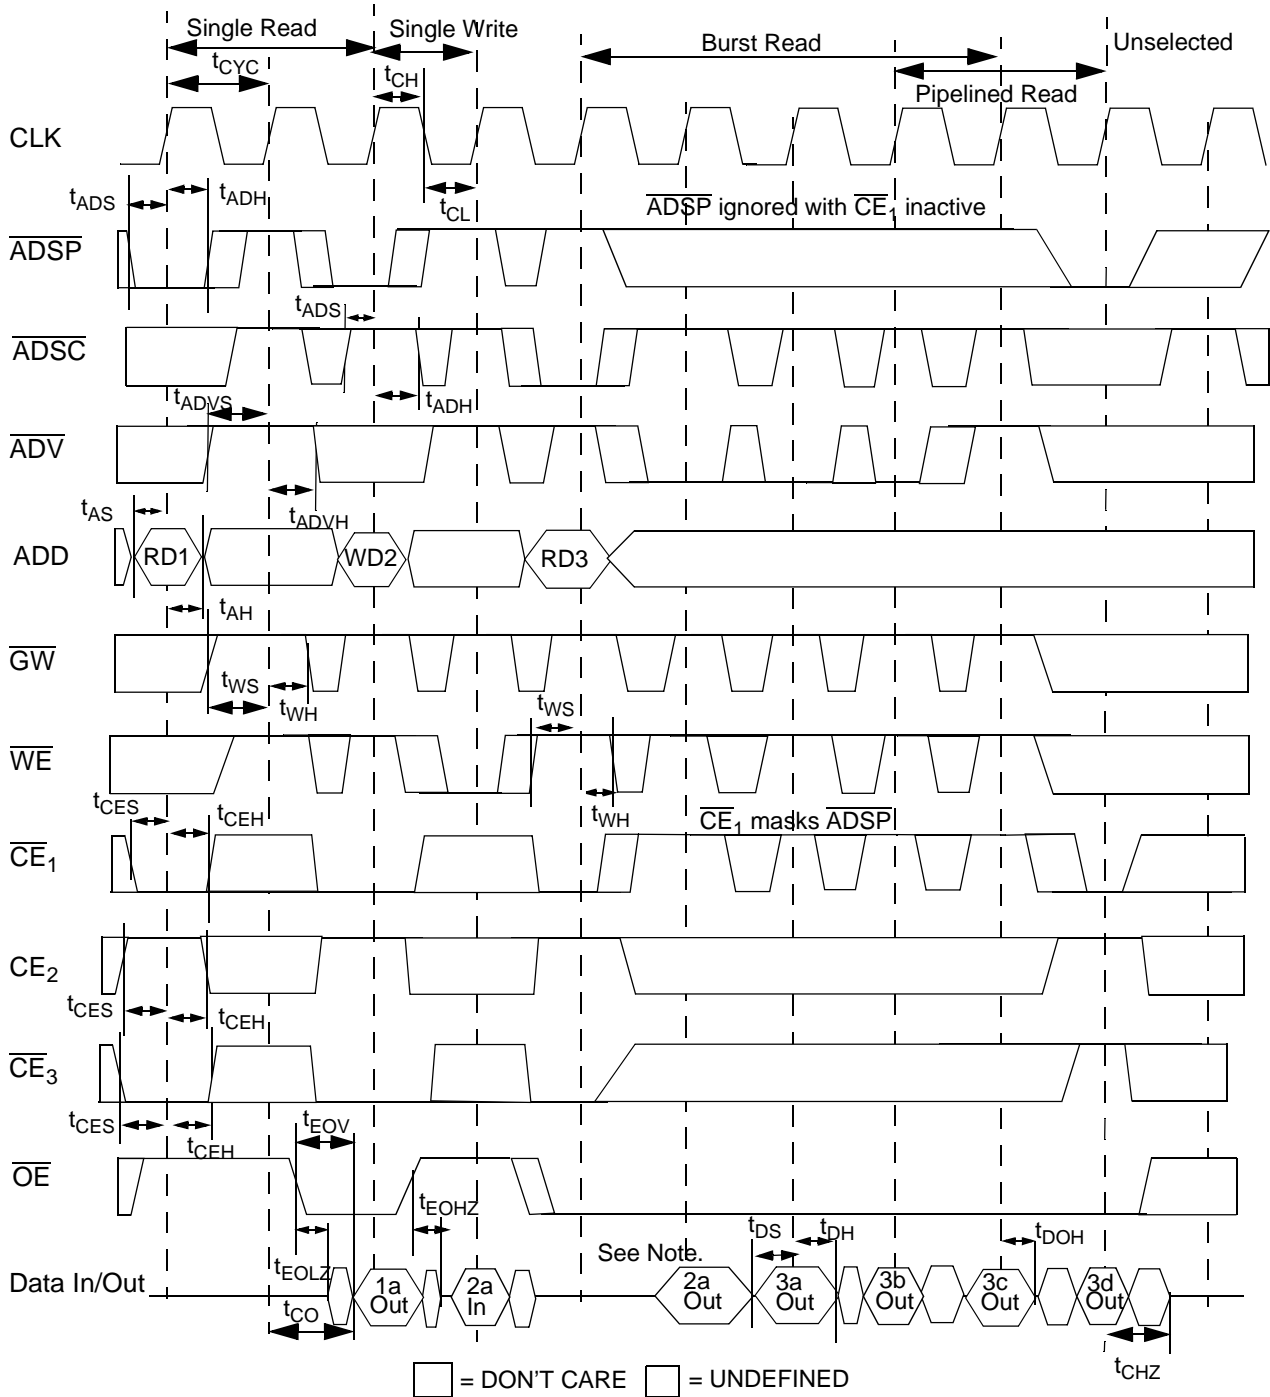 Single Read
Single Write
Burst Read
Unselected
tCYC
tCH
Pipelined Read
CLK
tADS
tADH
tCL
ADSP ignored with CE1 inactive
ADSP
tADS
ADSC
tADVS
tADH
ADV
tAS
tADVH
ADD
RD1
WD2
RD3
tAH
GW
tWS
tWH
tWS
WE
tCES
tCEH
tWH
CE1 masks ADSP
CE1
CE2
tCES
tCEH
CE3
tCES
tCEH
tEOV
OE
tEOHZ
tDS
tDH
tDOH
See Note.
tEOLZ
Data In/Out
1a Out
2a In
2a Out
3a Out
3b Out
3c Out
3d Out
tCO
tCHZ
= DON'T CARE
= UNDEFINED